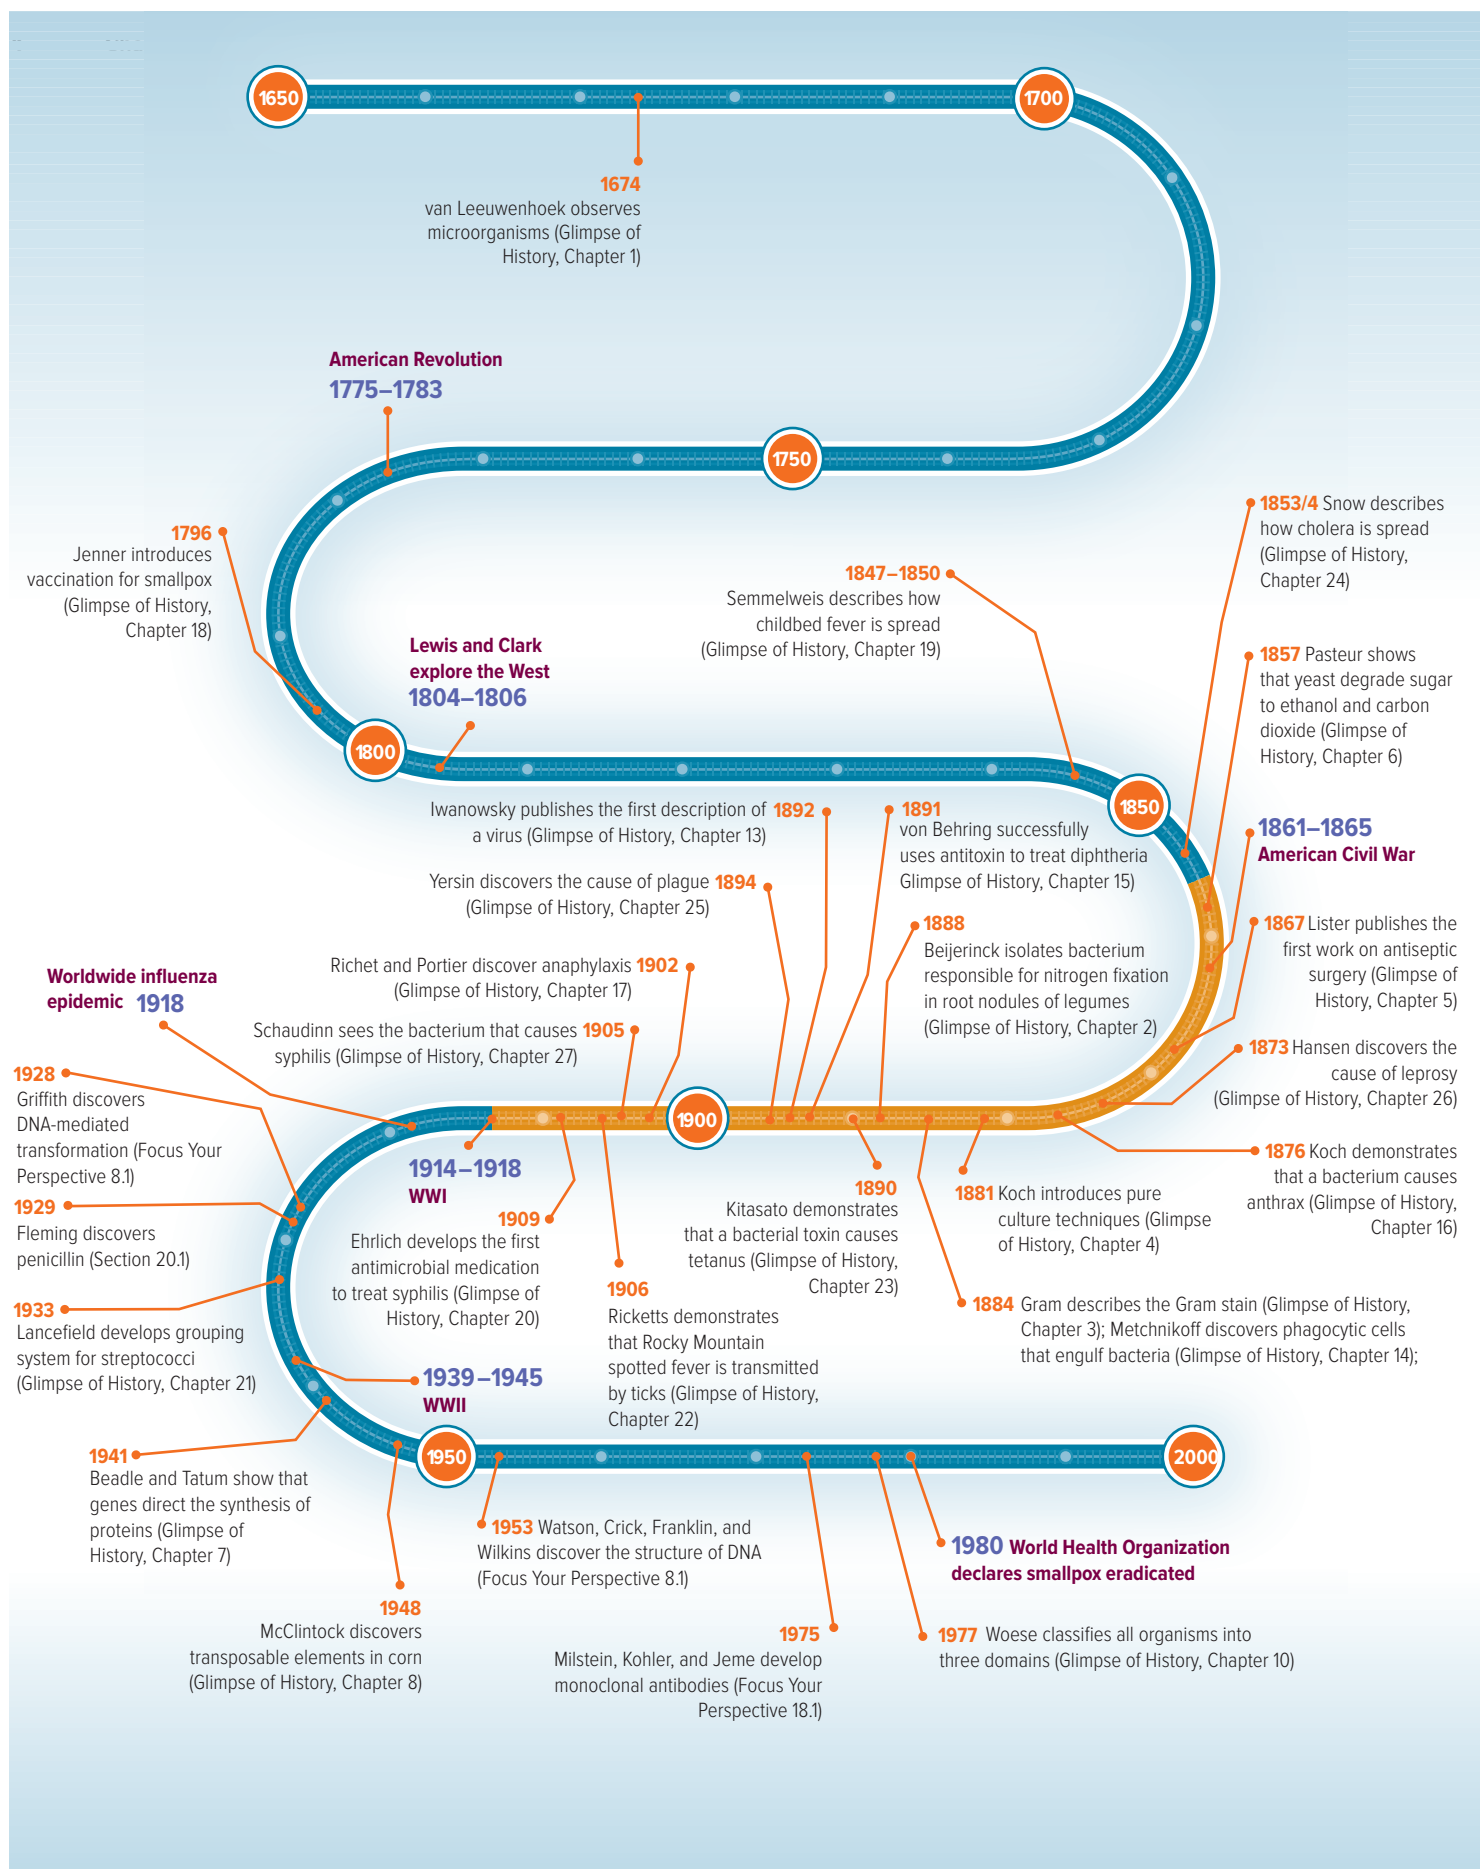 1650
1700
1674
van Leeuwenhoek observes
microorganisms (Glimpse of
History, Chapter 1)
American Revolution
1775–1783
1750
1796
Jenner introduces
vaccination for smallpox
(Glimpse of History,
Chapter 18)
1853/4 Snow describes
how cholera is spread
(Glimpse of History,
Chapter 24)
1847–1850
Semmelweis describes how
childbed fever is spread
(Glimpse of History, Chapter 19)
Lewis and Clark
explore the West
1804–1806
1857 Pasteur shows
that yeast degrade sugar
to ethanol and carbon
dioxide (Glimpse of
History, Chapter 6)
1800
1850
1861–1865
American Civil War
Iwanowsky publishes the first description of 1892
a virus (Glimpse of History, Chapter 13)
1891
von Behring successfully
uses antitoxin to treat diphtheria
Glimpse of History, Chapter 15)
Yersin discovers the cause of plague 1894
(Glimpse of History, Chapter 25)
1888
Beijerinck isolates bacterium
responsible for nitrogen fixation
in root nodules of legumes
(Glimpse of History, Chapter 2)
1867 Lister publishes the
first work on antiseptic
surgery (Glimpse of
History, Chapter 5)
Richet and Portier discover anaphylaxis 1902
(Glimpse of History, Chapter 17)
Worldwide influenza
epidemic 1918
Schaudinn sees the bacterium that causes 1905
syphilis (Glimpse of History, Chapter 27)
1873 Hansen discovers the
cause of leprosy
(Glimpse of History, Chapter 26)
1928
Griffith discovers
DNA-mediated
transformation (Focus Your
Perspective 8.1)
1900
1914–1918
WWI
1876 Koch demonstrates
that a bacterium causes
anthrax (Glimpse of History,
Chapter 16)
1929
Fleming discovers
penicillin (Section 20.1)
1909
Ehrlich develops the first
antimicrobial medication
to treat syphilis (Glimpse of
History, Chapter 20)
1890
Kitasato demonstrates
that a bacterial toxin causes
tetanus (Glimpse of History,
Chapter 23)
1881 Koch introduces pure
culture techniques (Glimpse
of History, Chapter 4)
1906
Ricketts demonstrates
that Rocky Mountain
spotted fever is transmitted
by ticks (Glimpse of History,
Chapter 22)
1884 Gram describes the Gram stain (Glimpse of History,
Chapter 3); Metchnikoff discovers phagocytic cells
that engulf bacteria (Glimpse of History, Chapter 14);
1933
Lancefield develops grouping
system for streptococci
(Glimpse of History, Chapter 21)
1939–1945
WWII
1941
Beadle and Tatum show that
genes direct the synthesis of
proteins (Glimpse of
History, Chapter 7)
1950
2000
1953 Watson, Crick, Franklin, and
Wilkins discover the structure of DNA
(Focus Your Perspective 8.1)
1980 World Health Organization
declares smallpox eradicated
1948
McClintock discovers
transposable elements in corn
(Glimpse of History, Chapter 8)
1975
Milstein, Kohler, and Jeme develop
monoclonal antibodies (Focus Your
Perspective 18.1)
1977 Woese classifies all organisms into
three domains (Glimpse of History, Chapter 10)